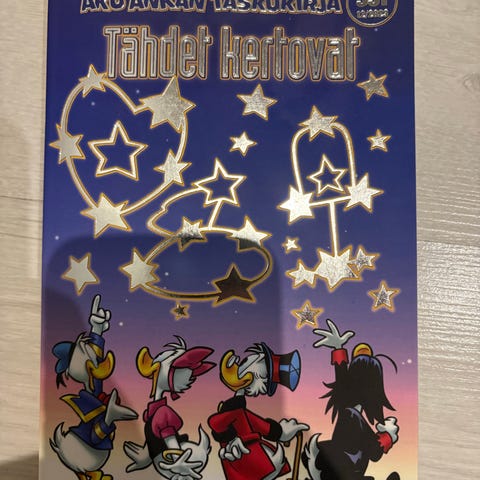 AKU ANKAN TASKUKIRJA
Tähdet kertovat